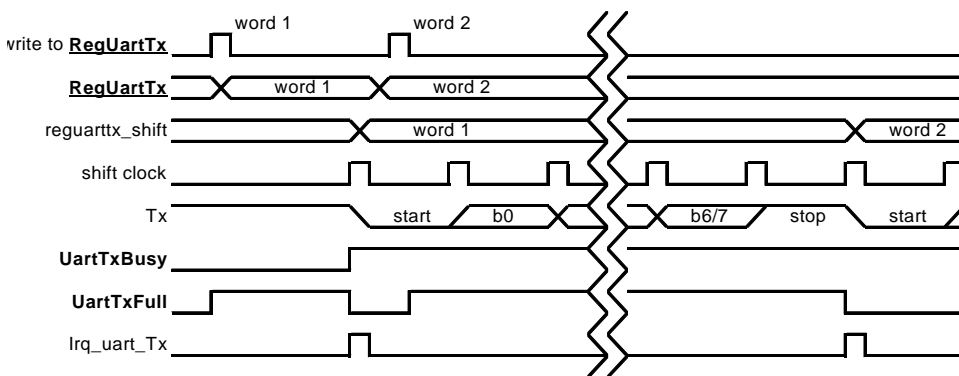 word 1 word 2
write to RegUartTx
RegUartTx word 1 word 2
reguarttx_shift word 1 word 2
shift clock
Tx start b0 b6/7 stop start
UartTxBusy
UartTxFull
Irq_uart_Tx